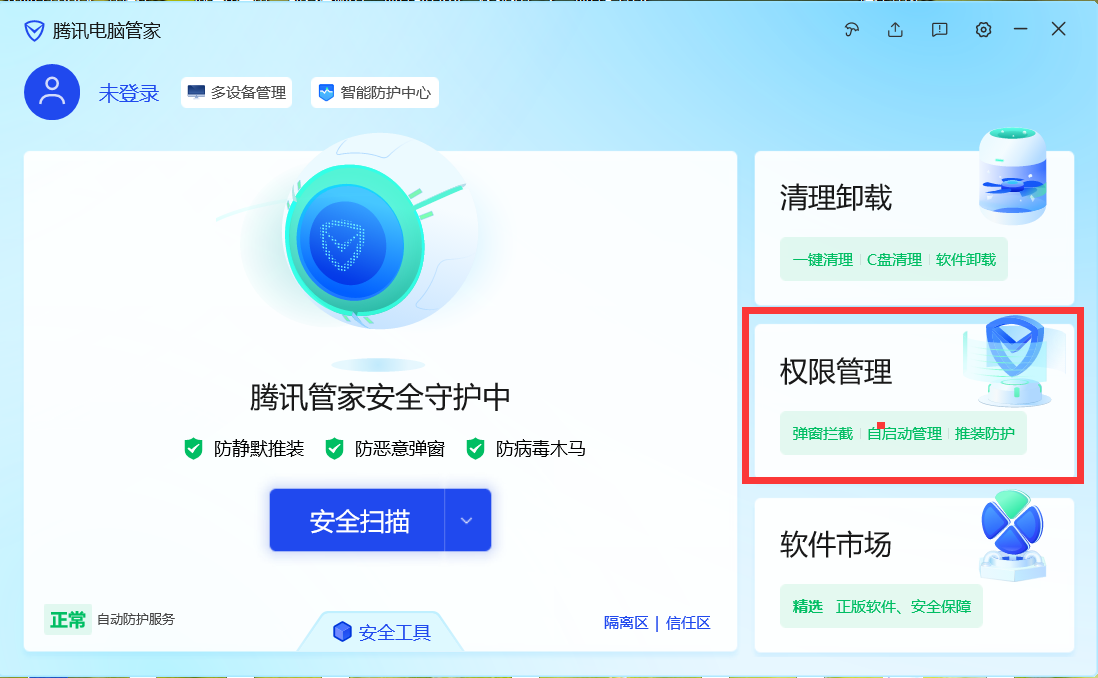 腾讯电脑管家
未登录 多设备管理 智能防护中心
腾讯管家安全守护中
防静默推装 防恶意弹窗 防病毒木马
安全扫描
正常 自动防护服务
安全工具
隔离区 | 信任区
清理卸载
一键清理 C盘清理 软件卸载
权限管理
弹窗拦截 自启动管理 推装防护
软件市场
精选 正版软件、安全保障